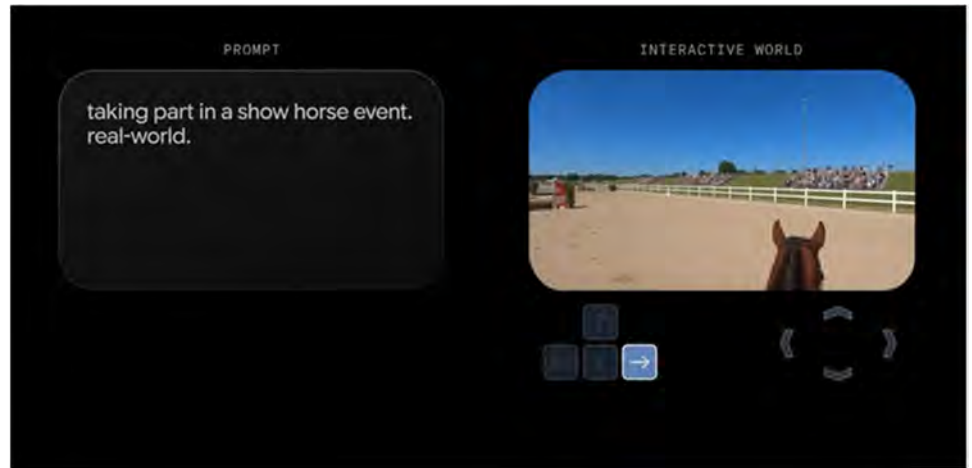 PROMPT
taking part in a show horse event.
real-world.
INTERACTIVE WORLD